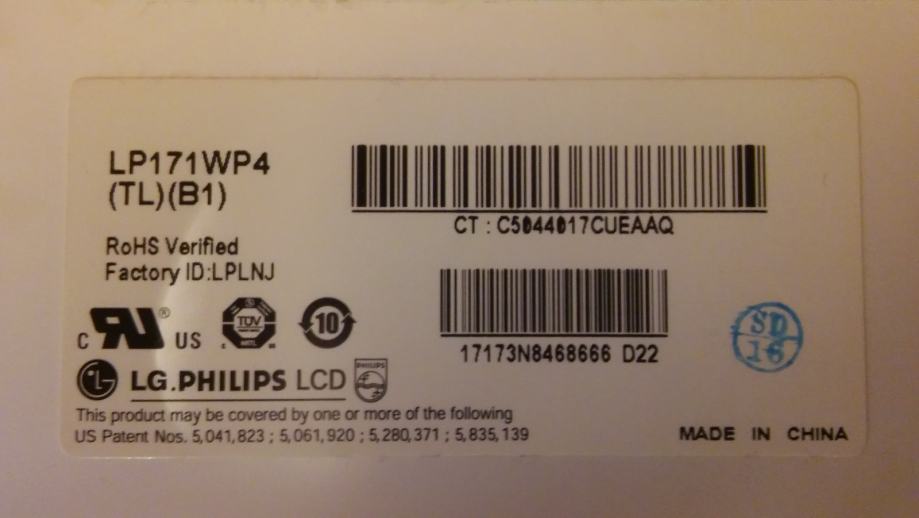 LP171WP4
(TL)(B1)
CT : C5044017CUEAAQ
RoHS Verified
Factory ID:LPLNJ
17173N8468666 D22
C RU ® US
TUV
10
SD
16
LG.PHILIPS LCD
PHILIPS
This product may be covered by one or more of the following
US Patent Nos. 5,041,823 ; 5,061,920 ; 5,280,371 ; 5,835,139
MADE IN CHINA